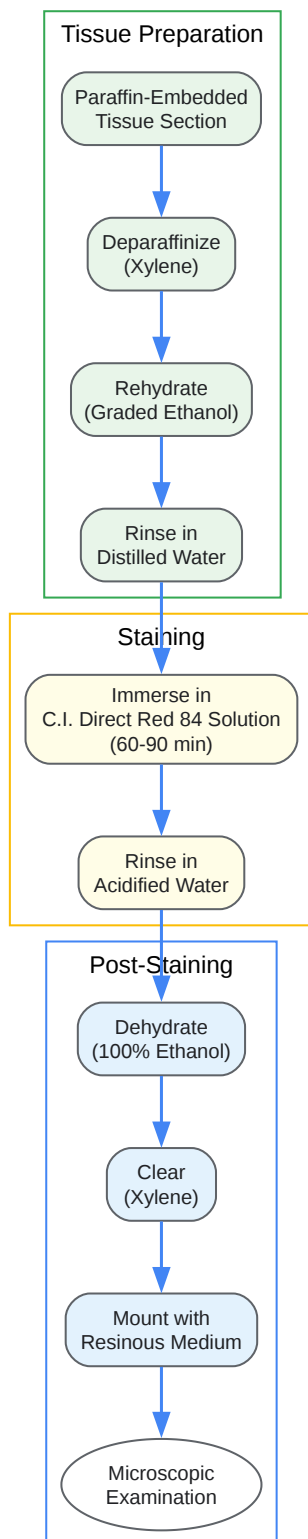 Tissue Preparation
Paraffin-Embedded
Tissue Section
Deparaffinize
(Xylene)
Rehydrate
(Graded Ethanol)
Rinse in
Distilled Water
Staining
Immerse in
C.I. Direct Red 84 Solution
(60-90 min)
Rinse in
Acidified Water
Post-Staining
Dehydrate
(100% Ethanol)
Clear
(Xylene)
Mount with
Resinous Medium
Microscopic
Examination